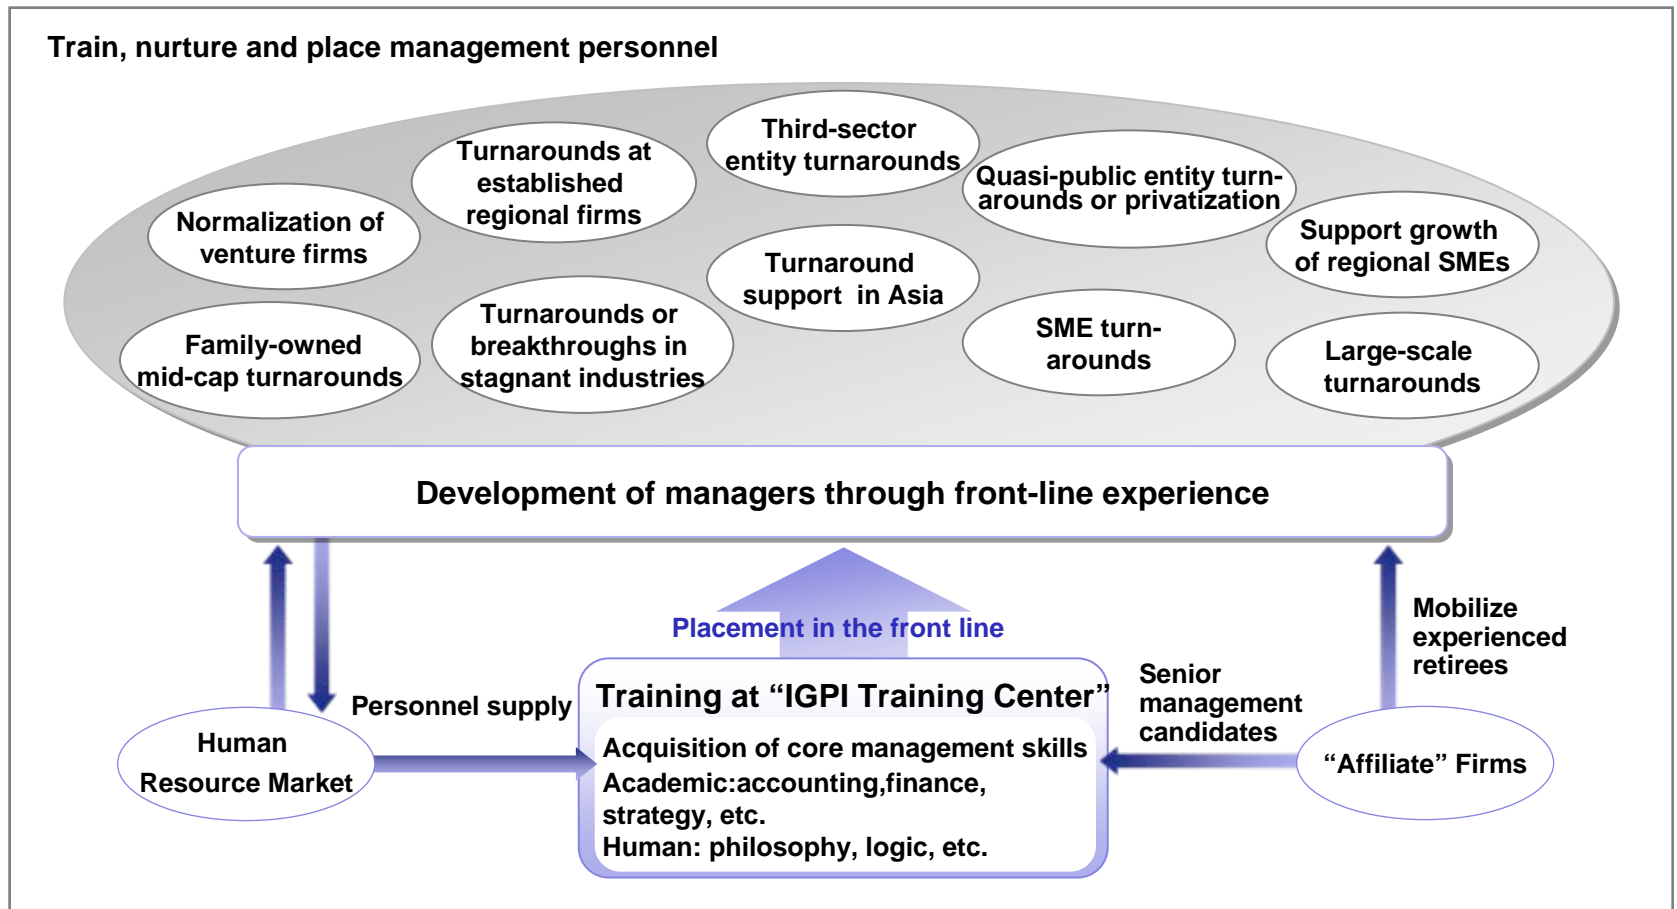 Train, nurture and place management personnel
Third-sector
entity turnarounds
Turnarounds at
established
regional firms
Quasi-public entity turn-
arounds or privatization
Normalization of
venture firms
Support growth
of regional SMEs
Turnaround
support in Asia
Family-owned
mid-cap turnarounds
Turnarounds or
breakthroughs in
stagnant industries
SME turn-
arounds
Large-scale
turnarounds
Development of managers through front-line experience
Placement in the front line
Mobilize
experienced
retirees
Personnel supply
Training at “IGPI Training Center”
Senior
management
candidates
Human
Resource Market
Acquisition of core management skills
Academic:accounting,finance,
strategy, etc.
Human: philosophy, logic, etc.
“Affiliate” Firms